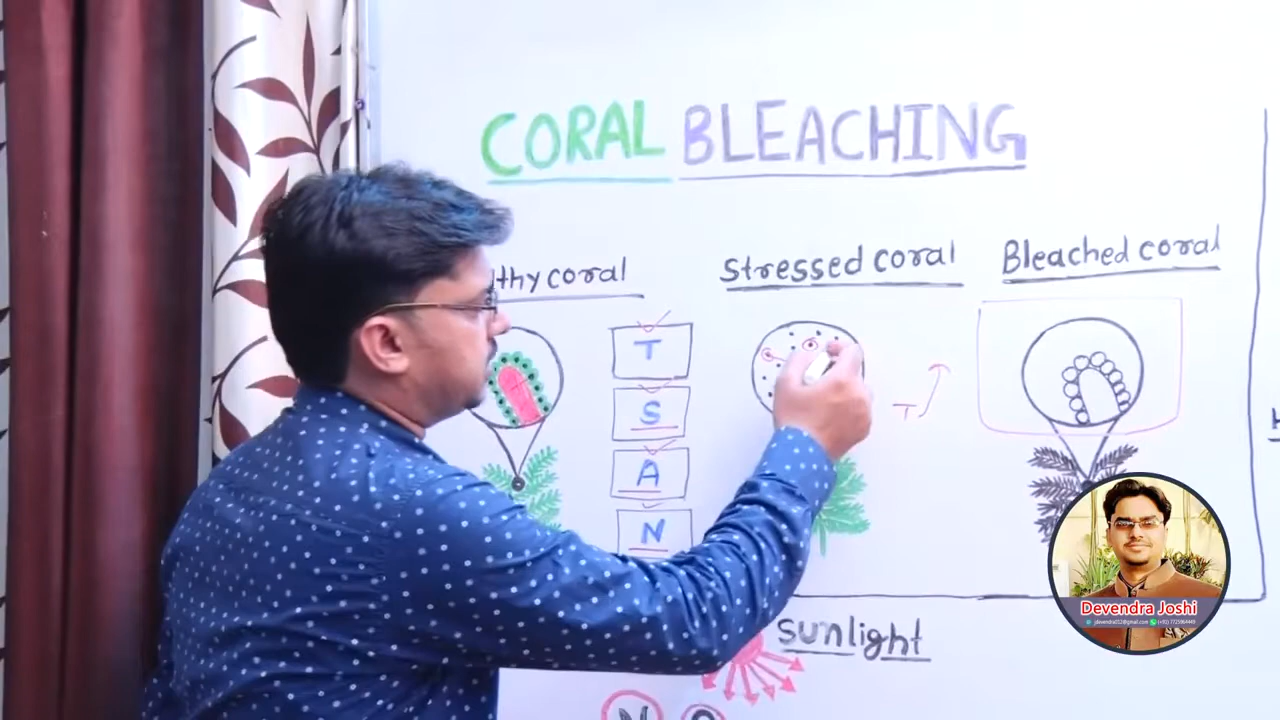 CORAL BLEACHING
thy coral
Stressed coral
Bleached coral
T
S
A
N
T
sunlight
N
Devendra Joshi